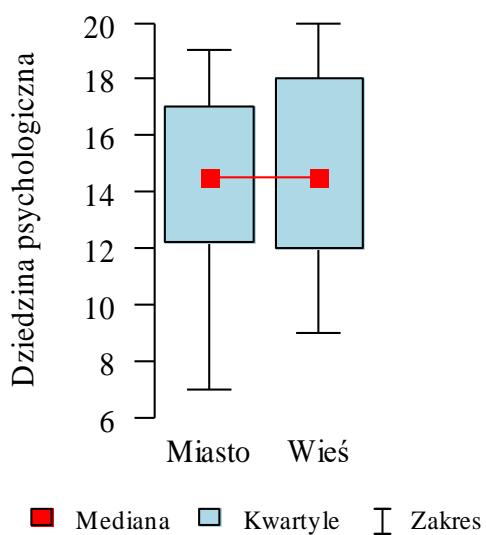 Dziedzina psychologiczna
20
18
16
14
12
10
8
6
Miasto Wieś
Mediana Kwartyle Zakres